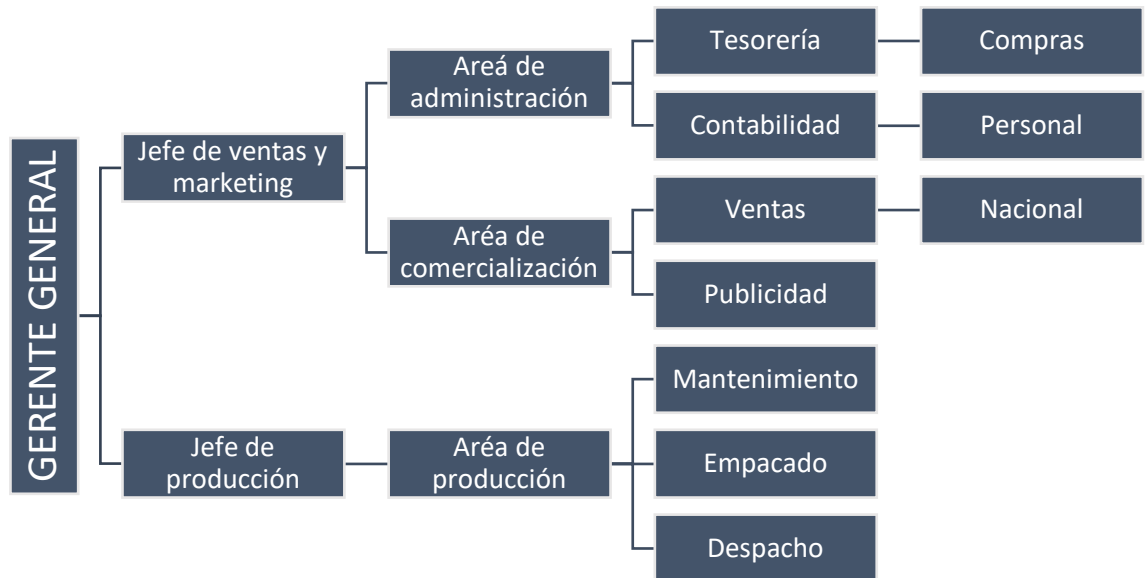 GERENTE GENERAL
Jefe de ventas y
marketing
Areá de
administración
Tesorería
Compras
Contabilidad
Personal
Aréa de
comercialización
Ventas
Nacional
Publicidad
Jefe de
producción
Aréa de
producción
Mantenimiento
Empacado
Despacho